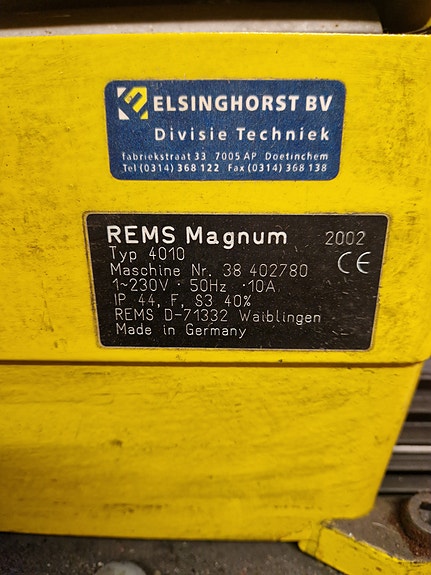 ELSINGHORST BV
Divisie Techniek
fabriekstraat 33 7005 AP Doetinchem
Tel (0314) 368 122 Fax (0314) 368 138
REMS Magnum 2002
Typ 4010
Maschine Nr. 38 402780 CE
1~230V · 50Hz ·10A
IP 44, F, S3 40%
REMS D-71332 Waiblingen
Made in Germany